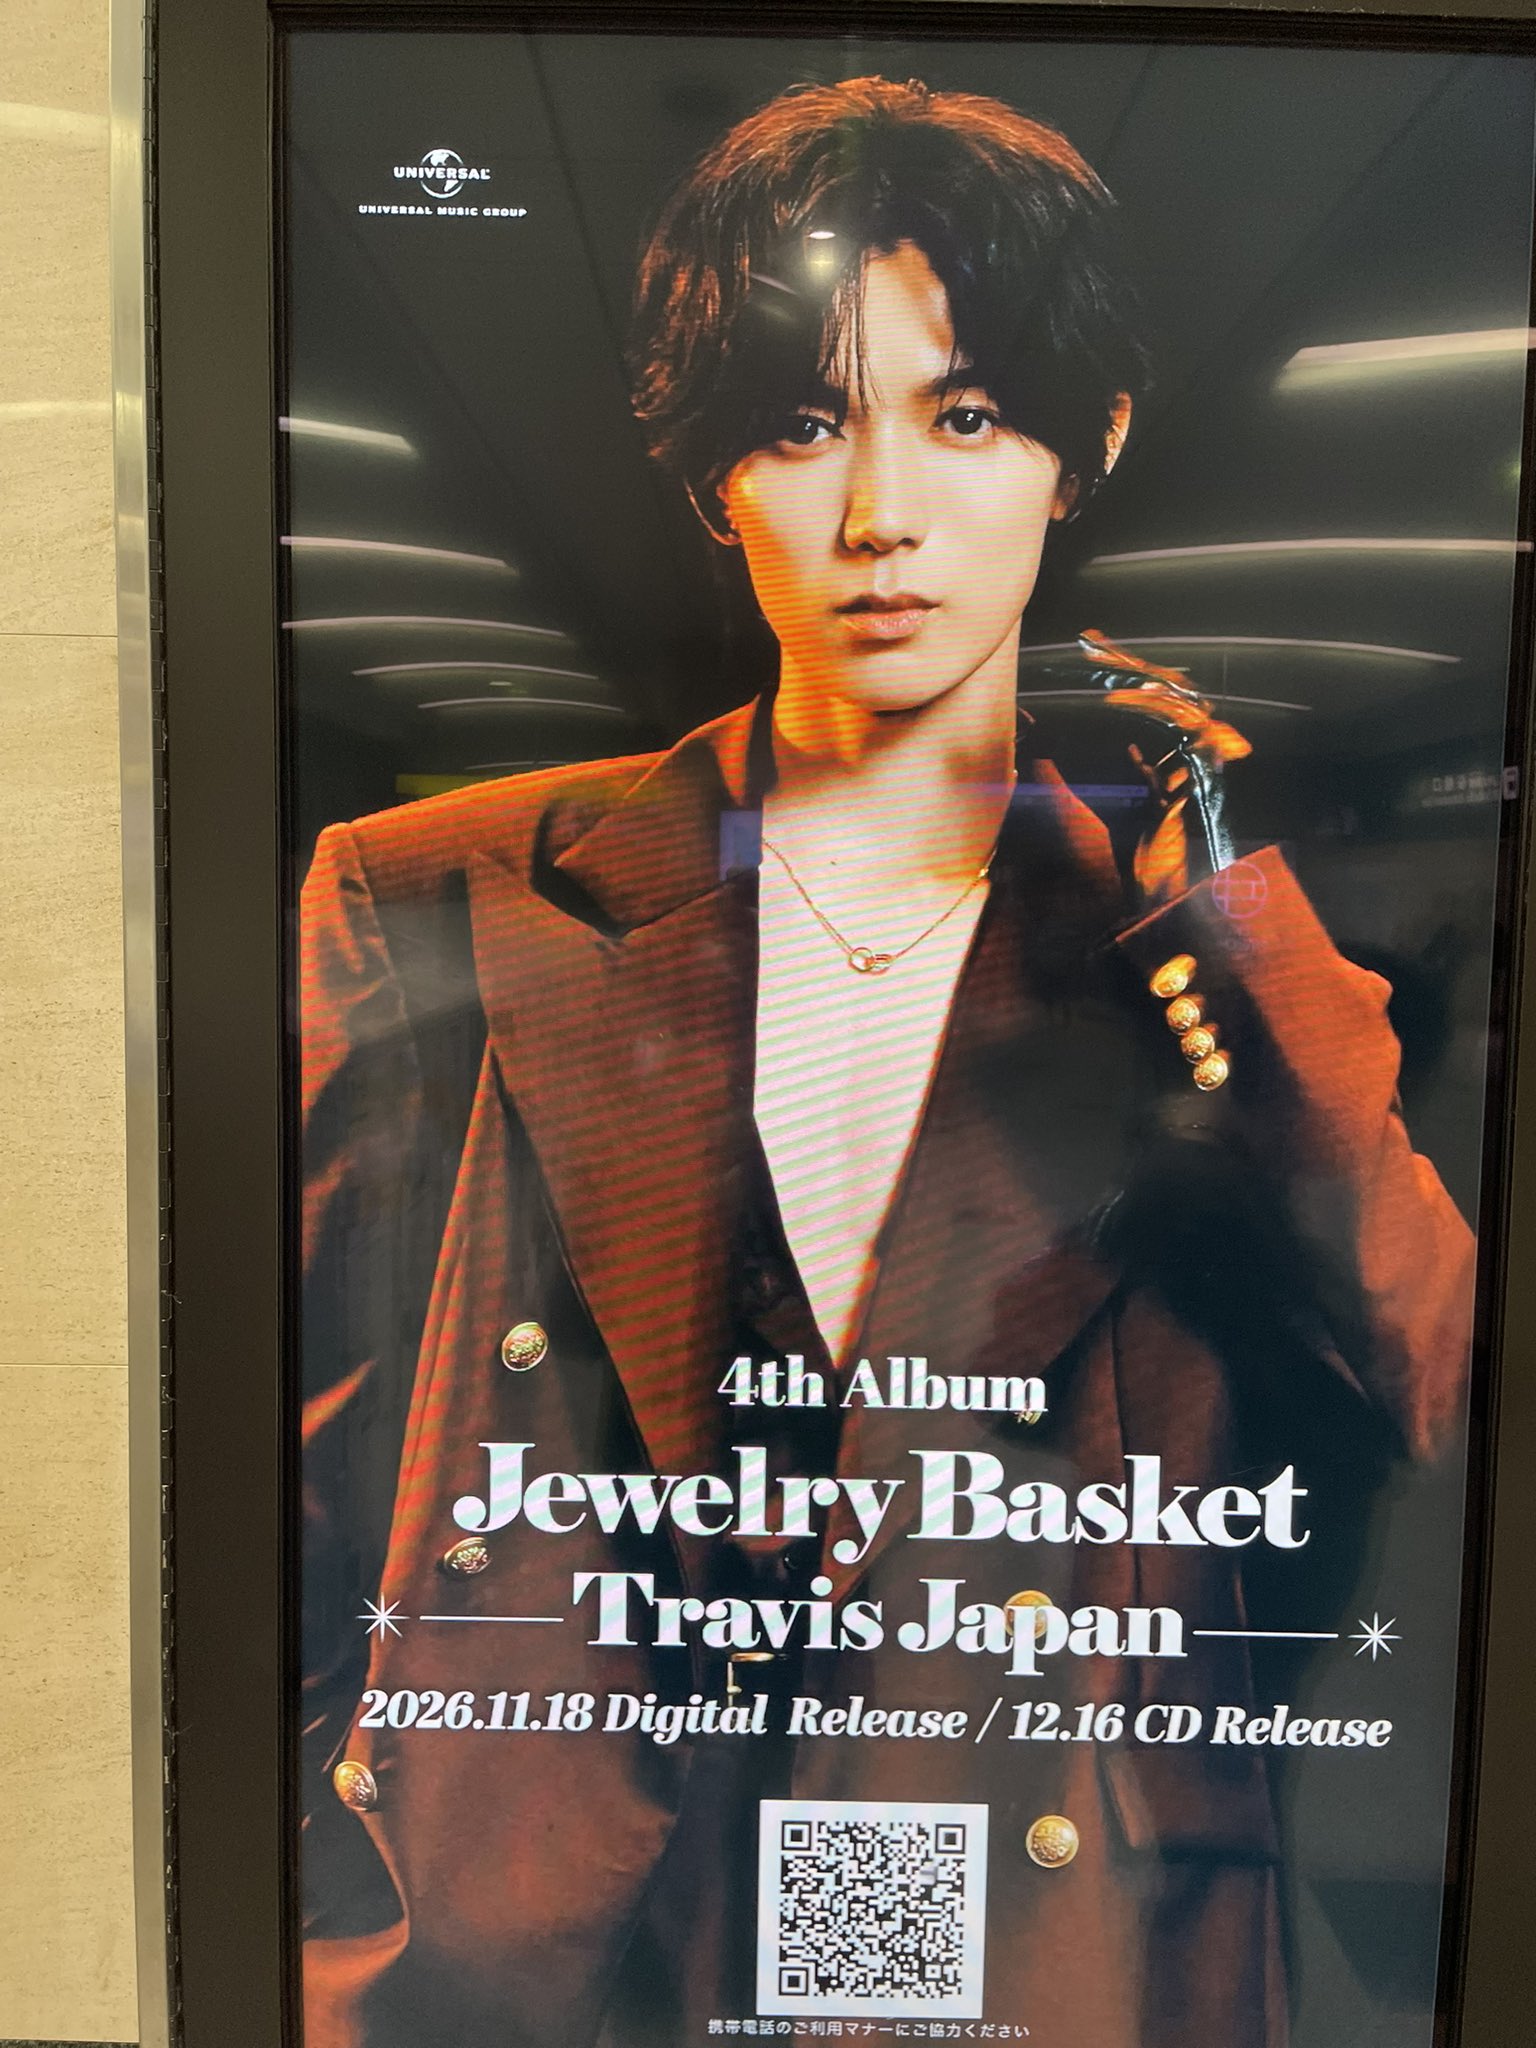 UNIVERSAL
UNIVERSAL MUSIC GROUP
4th Album
Jewelry Basket
Travis Japan
2026.11.18 Digital Release / 12.16 CD Release
携帯電話のご利用マナーにご協力ください